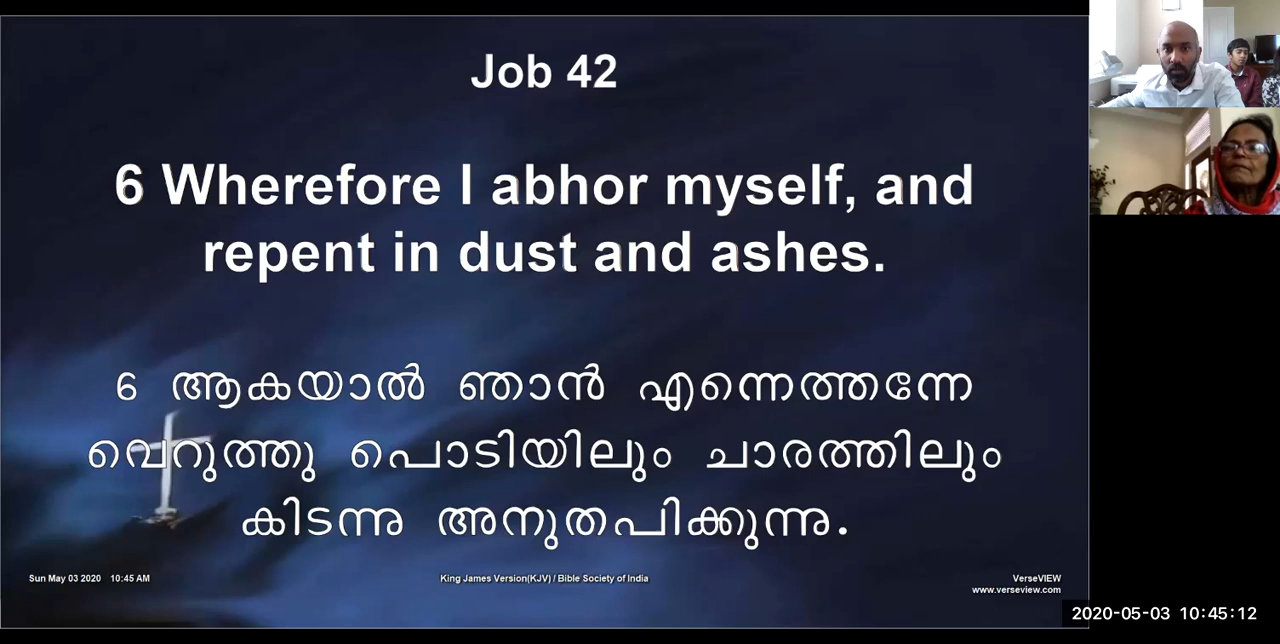 Job 42
6 Wherefore I abhor myself, and
repent in dust and ashes.
6 ആകയാൽ ഞാൻ എന്നെത്തന്നേ
വെറുത്തു പൊടിയിലും ചാരത്തിലും
കിടന്നു അനുതപിക്കുന്നു.
Sun May 03 2020 10:45 AM
King James Version(KJV) / Bible Society of India
VerseVIEW
www.verseview.com
2020-05-03 10:45:12